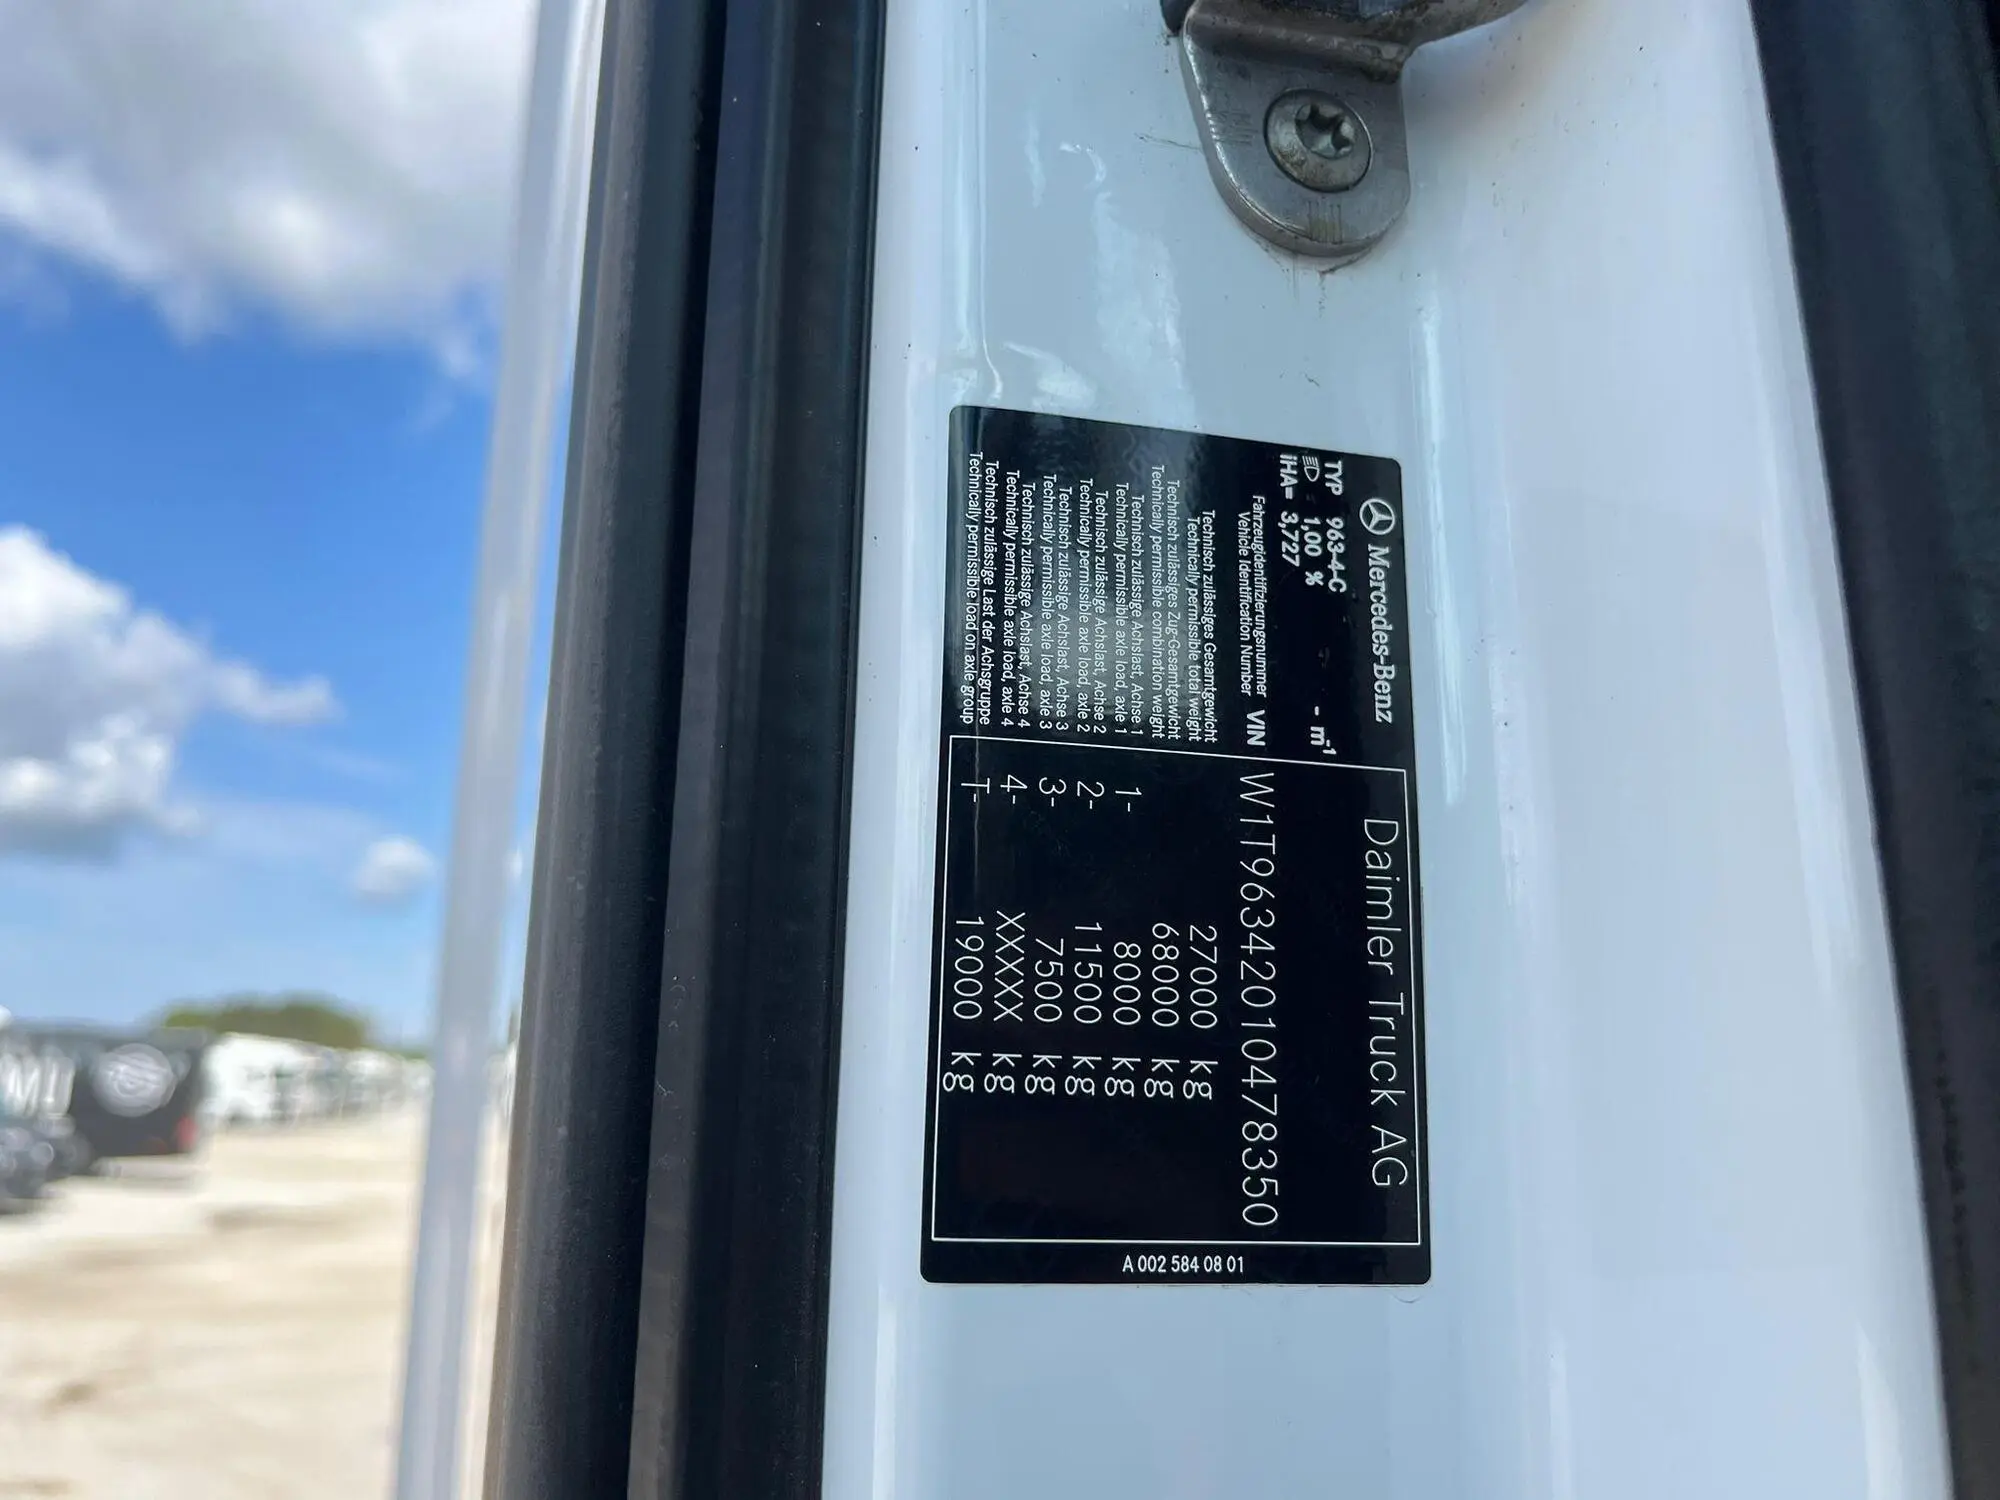 Mercedes-Benz
Daimler Truck AG
TYP 963-4-C
1,00 % - m⁻¹
iHA= 3,727
Fahrzeugidentifizierungsnummer
Vehicle Identification Number VIN W1T96342010478350
Technisch zulässiges Gesamtgewicht
Technically permissible total weight 27000 kg
Technisch zulässiges Zug-Gesamtgewicht
Technically permissible combination weight 68000 kg
Technisch zulässige Achslast, Achse 1
Technically permissible axle load, axle 1 1- 8000 kg
Technisch zulässige Achslast, Achse 2
Technically permissible axle load, axle 2 2- 11500 kg
Technisch zulässige Achslast, Achse 3
Technically permissible axle load, axle 3 3- 7500 kg
Technisch zulässige Achslast, Achse 4
Technically permissible axle load, axle 4 4- XXXXX kg
Technisch zulässige Last der Achsgruppe
Technically permissible load on axle group T- 19000 kg
A 002 584 08 01